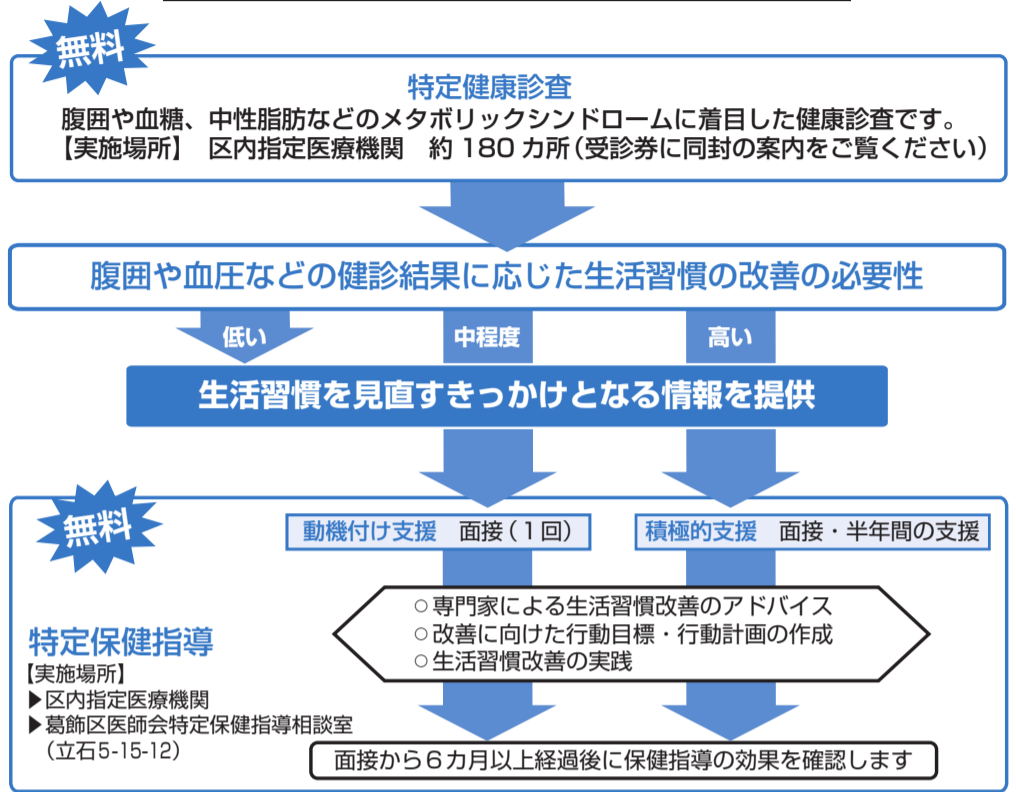 無料
特定健康診査
腹囲や血糖、中性脂肪などのメタボリックシンドロームに着目した健康診査です。
【実施場所】 区内指定医療機関 約 180 カ所(受診券に同封の案内をご覧ください)
腹囲や血圧などの健診結果に応じた生活習慣の改善の必要性
低い 中程度 高い
生活習慣を見直すきっかけとなる情報を提供
無料
動機付け支援 面接(1回) 積極的支援 面接・半年間の支援
○専門家による生活習慣改善のアドバイス
○改善に向けた行動目標・行動計画の作成
○生活習慣改善の実践
特定保健指導
【実施場所】
▶区内指定医療機関
▶葛飾区医師会特定保健指導相談室
(立石5-15-12)
面接から6カ月以上経過後に保健指導の効果を確認します